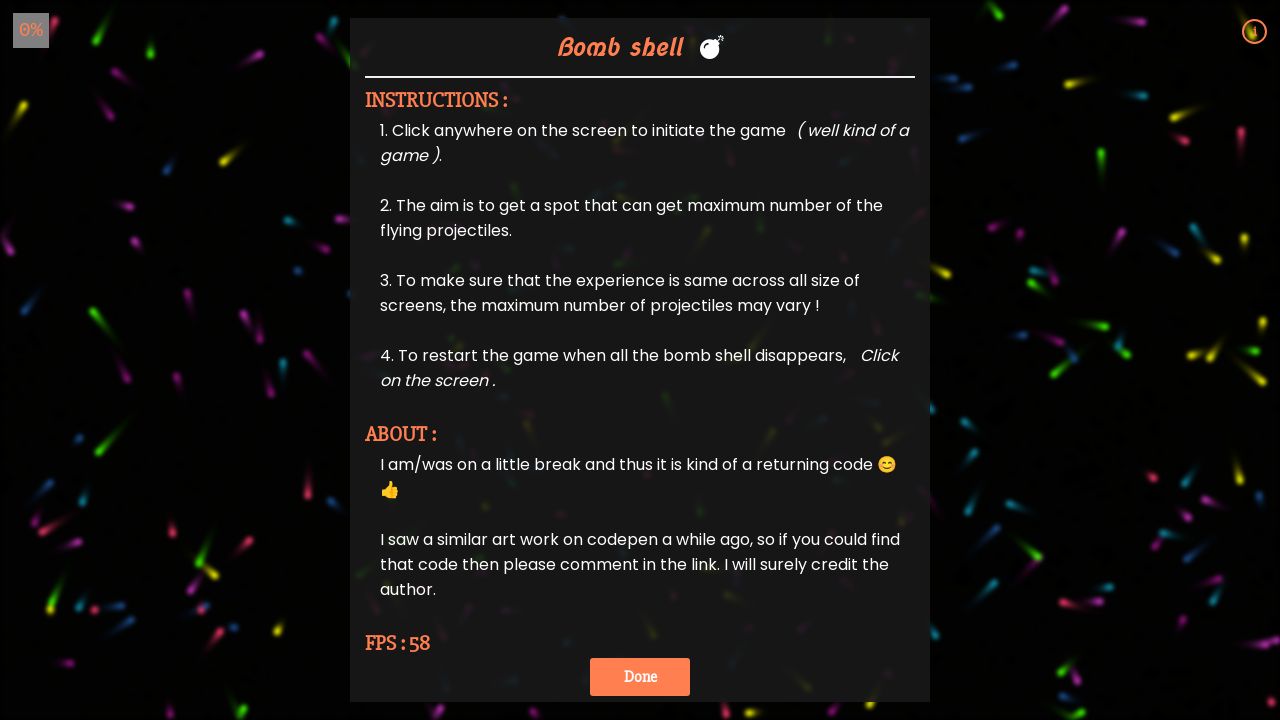 0%
i
Bomb shell 💣
INSTRUCTIONS :
1. Click anywhere on the screen to initiate the game ( well kind of a
game ).
2. The aim is to get a spot that can get maximum number of the
flying projectiles.
3. To make sure that the experience is same across all size of
screens, the maximum number of projectiles may vary !
4. To restart the game when all the bomb shell disappears, Click
on the screen .
ABOUT :
I am/was on a little break and thus it is kind of a returning code 😊
👍
I saw a similar art work on codepen a while ago, so if you could find
that code then please comment in the link. I will surely credit the
author.
FPS : 58
Done